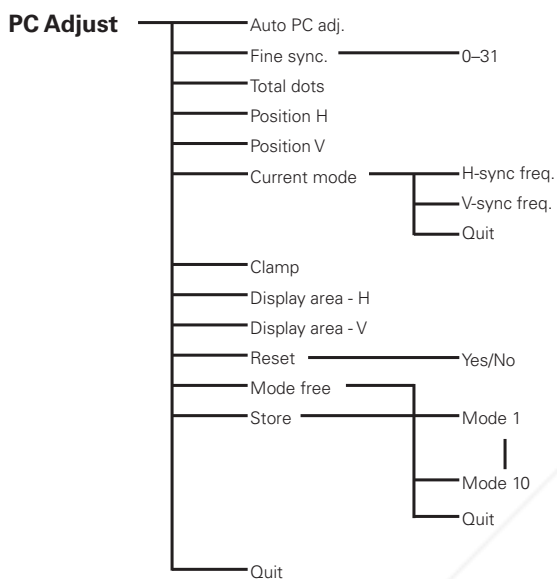 PC Adjust
Auto PC adj.
Fine sync.
0–31
Total dots
Position H
Position V
Current mode
H-sync freq.
V-sync freq.
Quit
Clamp
Display area - H
Display area - V
Reset
Yes/No
Mode free
Store
Mode 1
Mode 10
Quit
Quit